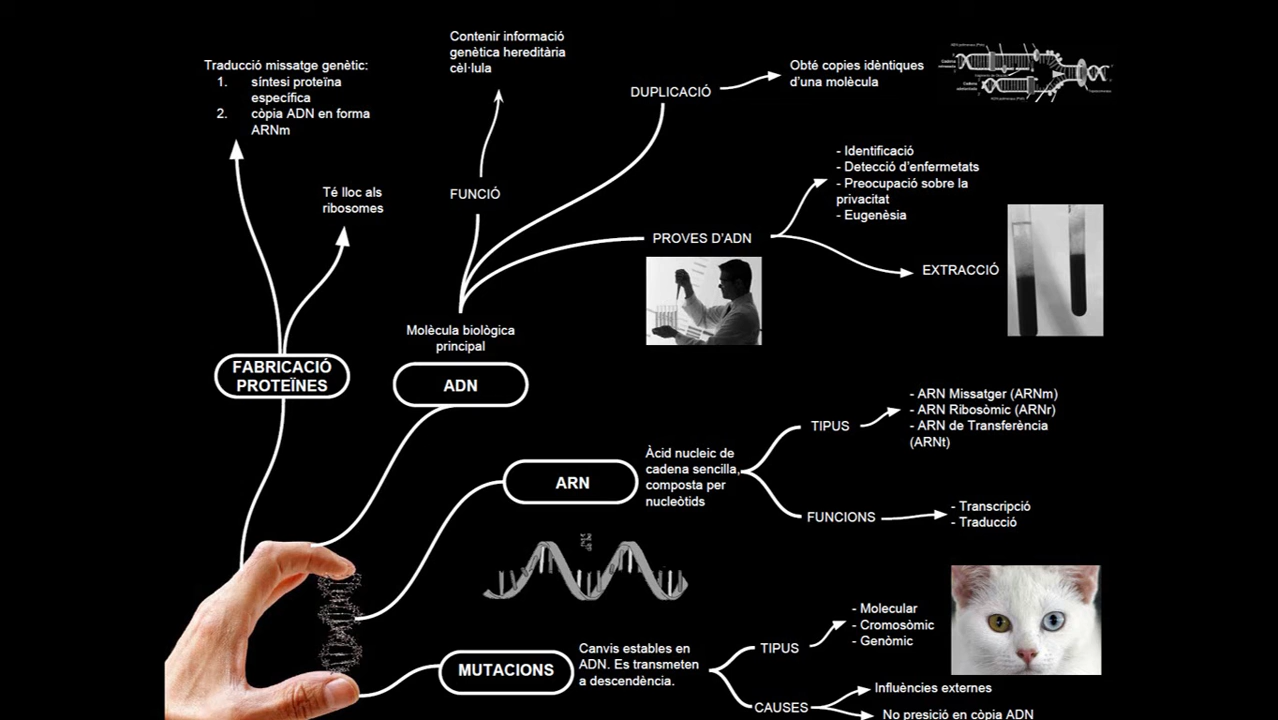 Traducció missatge genètic:
1. síntesi proteïna
específica
2. còpia ADN en forma
ARNm
Té lloc als
ribosomes
FABRICACIÓ
PROTEÏNES
Contenir informació
genètica hereditària
cèl·lula
FUNCIÓ
DUPLICACIÓ
Obté copies idèntiques
d'una molècula
PROVES D'ADN
- Identificació
- Detecció d'enfermetats
- Preocupació sobre la
privacitat
- Eugenèsia
EXTRACCIÓ
Molècula biològica
principal
ADN
ARN
Àcid nucleic de
cadena sencilla,
composta per
nucleòtids
TIPUS
- ARN Missatger (ARNm)
- ARN Ribosòmic (ARNr)
- ARN de Transferència
(ARNt)
FUNCIONS
- Transcripció
- Traducció
MUTACIONS
Canvis estables en
ADN. Es transmeten
a descendència.
TIPUS
- Molecular
- Cromosòmic
- Genòmic
CAUSES
Influències externes
No presició en còpia ADN